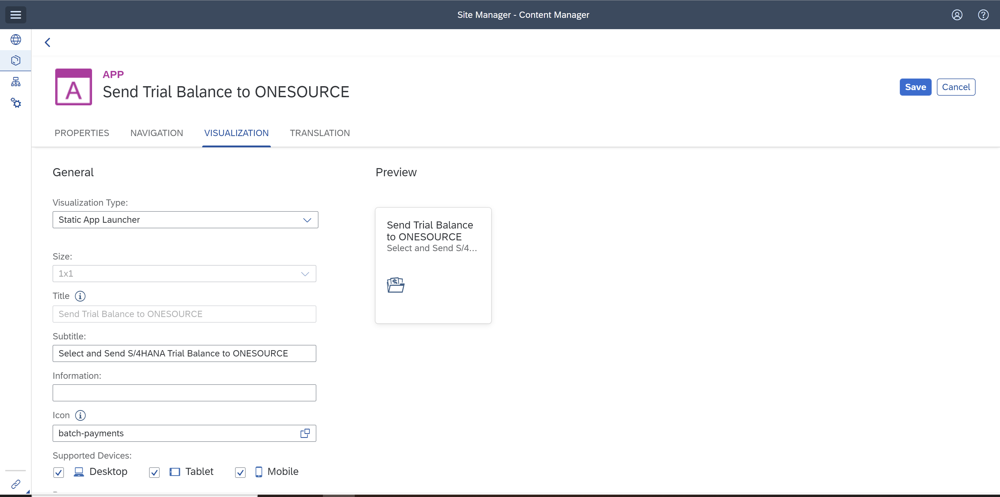 Site Manager - Content Manager
APP
Send Trial Balance to ONESOURCE
Save
Cancel
PROPERTIES
NAVIGATION
VISUALIZATION
TRANSLATION
General
Visualization Type:
Static App Launcher
Size:
1x1
Title
Send Trial Balance to ONESOURCE
Subtitle:
Select and Send S/4HANA Trial Balance to ONESOURCE
Information:
Icon
batch-payments
Supported Devices:
Desktop
Tablet
Mobile
Preview
Send Trial Balance
to ONESOURCE
Select and Send S/4...